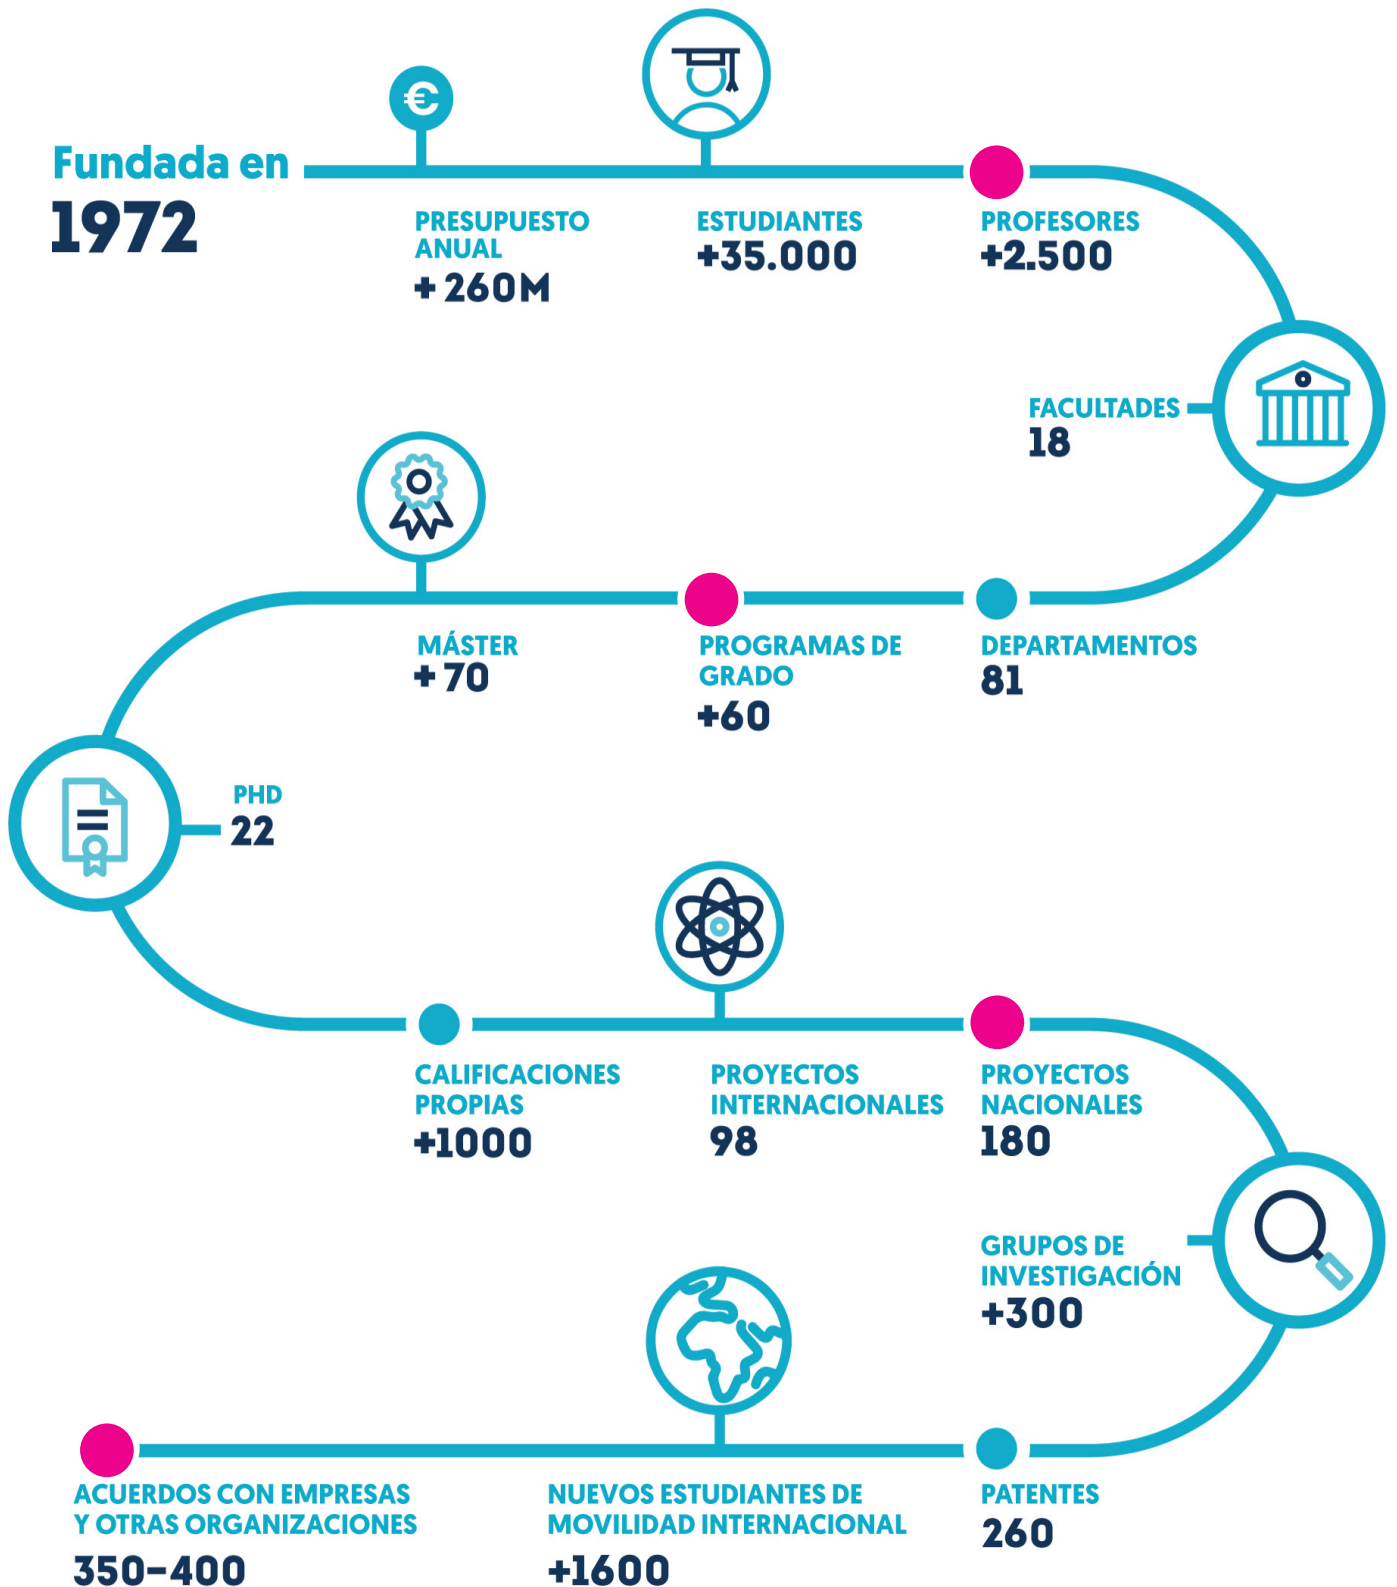 €
Fundada en
1972
PRESUPUESTO
ANUAL
+ 260M
ESTUDIANTES
+35.000
PROFESORES
+2.500
FACULTADES
18
DEPARTAMENTOS
81
PROGRAMAS DE
GRADO
+60
MÁSTER
+ 70
PHD
22
CALIFICACIONES
PROPIAS
+1000
PROYECTOS
INTERNACIONALES
98
PROYECTOS
NACIONALES
180
GRUPOS DE
INVESTIGACIÓN
+300
PATENTES
260
NUEVOS ESTUDIANTES DE
MOVILIDAD INTERNACIONAL
+1600
ACUERDOS CON EMPRESAS
Y OTRAS ORGANIZACIONES
350-400